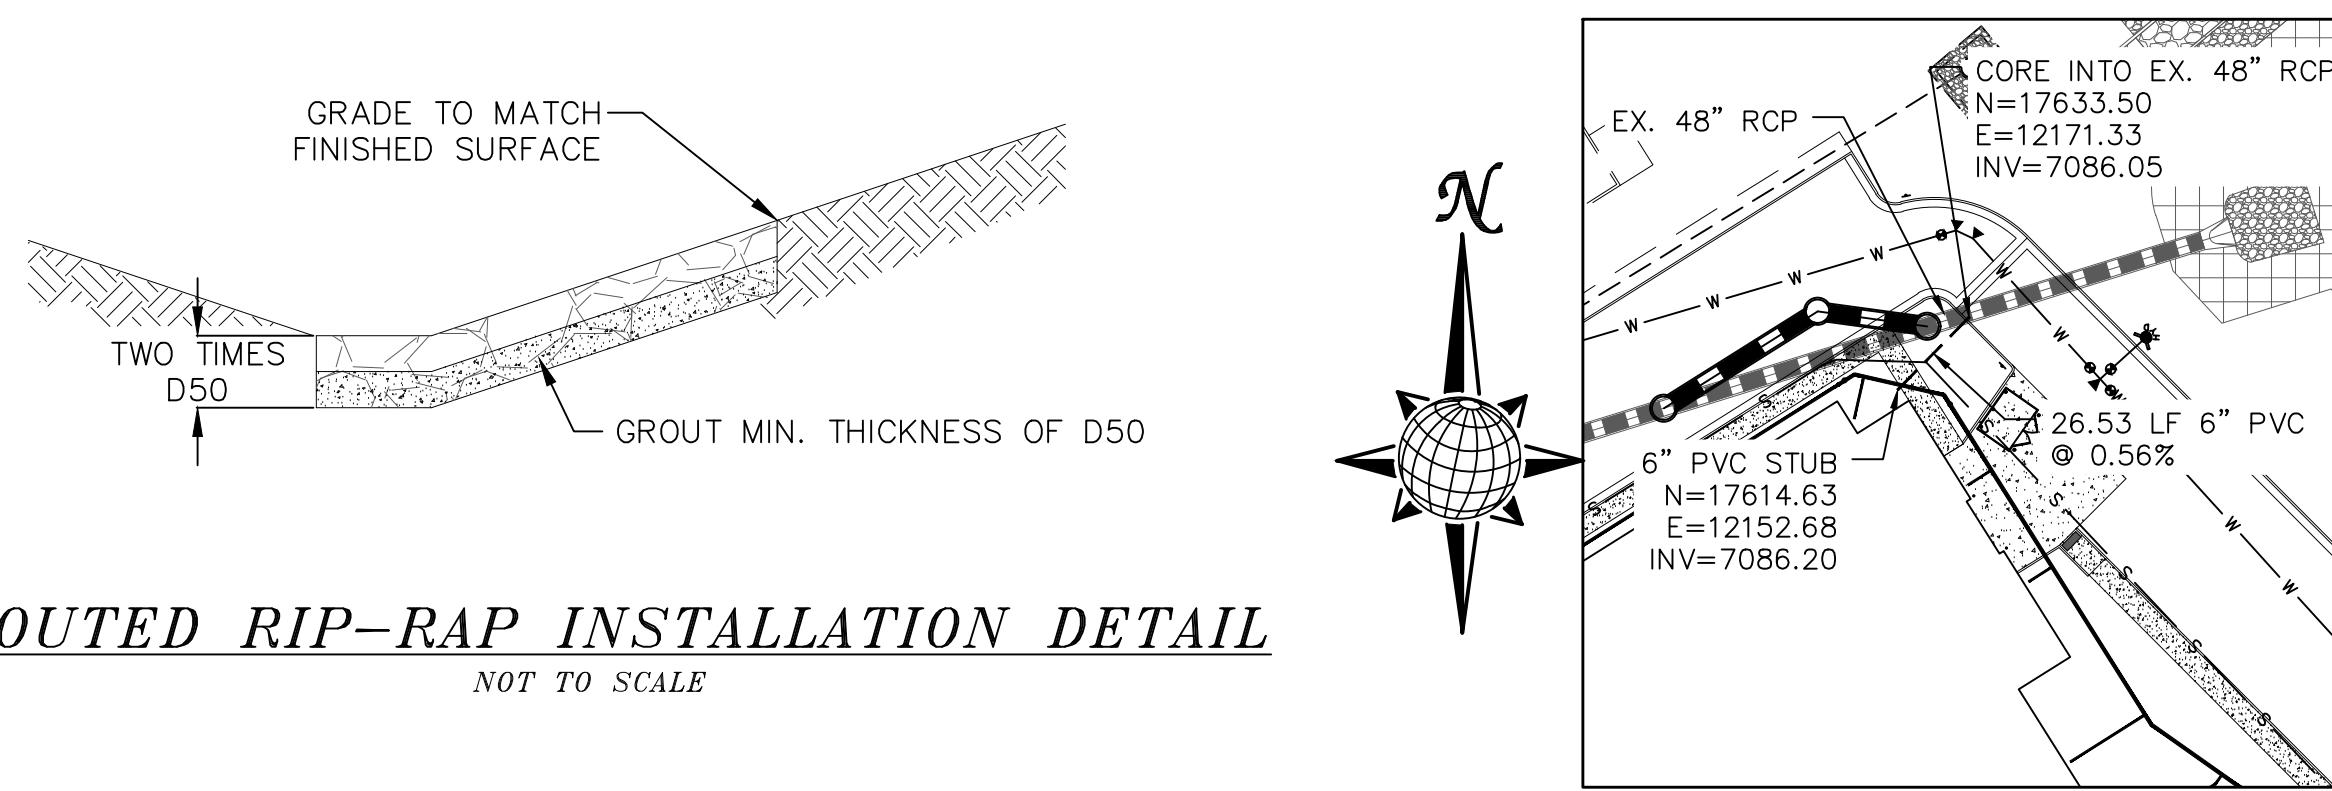 GRADE TO MATCH
FINISHED SURFACE
TWO TIMES
D50
GROUT MIN. THICKNESS OF D50
OUTED RIP-RAP INSTALLATION DETAIL
NOT TO SCALE
N
CORE INTO EX. 48" RCP
N=17633.50
E=12171.33
INV=7086.05
EX. 48" RCP
W
W
W
W
W
W
W
W
W
W
26.53 LF 6" PVC
@ 0.56%
6" PVC STUB
N=17614.63
E=12152.68
INV=7086.20
S
S
S
S
S
S
S